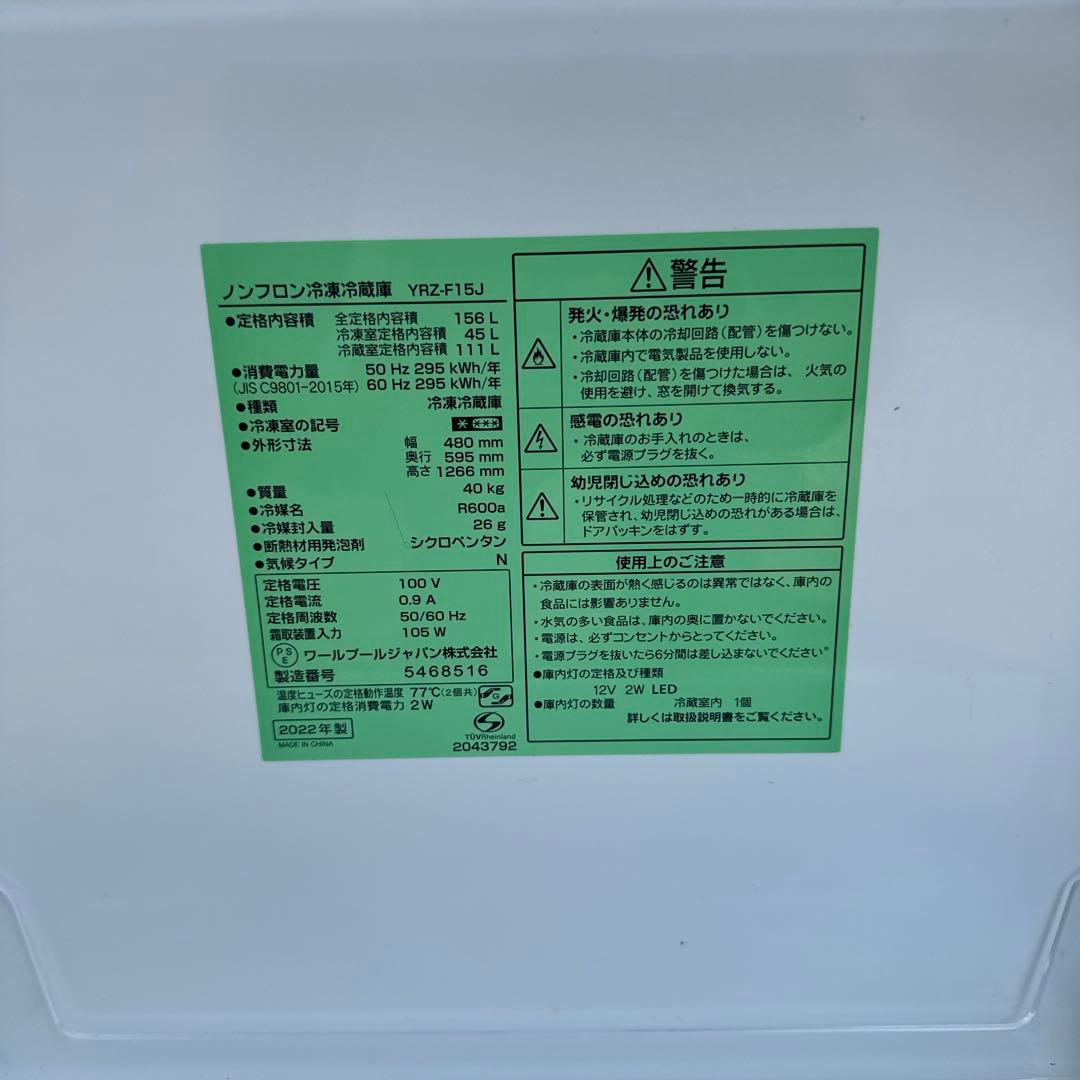 ノンフロン冷凍冷蔵庫 YRZ-F15J
●定格内容積 全定格内容積 156 L
冷凍室定格内容積 45 L
冷蔵室定格内容積 111 L
●消費電力量 50 Hz 295 kWh/年
(JIS C9801-2015年) 60 Hz 295 kWh/年
●種類 冷凍冷蔵庫
●冷凍室の記号
●外形寸法 幅 480 mm
奥行 595 mm
高さ 1266 mm
●質量 40 kg
●冷媒名 R600a
●冷媒封入量 26 g
●断熱材用発泡剤 シクロペンタン
●気候タイプ N
定格電圧 100 V
定格電流 0.9 A
定格周波数 50/60 Hz
霜取装置入力 105 W
PSE ワールプールジャパン株式会社
製造番号 5468516
温度ヒューズの定格動作温度 77℃(2個共)
庫内灯の定格消費電力 2W
G
2022年製
MADE IN CHINA
TÜVRheinland
2043792
⚠警告
発火・爆発の恐れあり
・冷蔵庫本体の冷却回路(配管)を傷つけない。
・冷蔵庫内で電気製品を使用しない。
・冷却回路(配管)を傷つけた場合は、火気の
使用を避け、窓を開けて換気する。
感電の恐れあり
・冷蔵庫のお手入れのときは、
必ず電源プラグを抜く。
幼児閉じ込めの恐れあり
・リサイクル処理などのため一時的に冷蔵庫を
保管され、幼児閉じ込めの恐れがある場合は、
ドアパッキンをはずす。
使用上のご注意
・冷蔵庫の表面が熱く感じるのは異常ではなく、庫内の
食品には影響ありません。
・水気の多い食品は、庫内の奥に置かないでください。
・電源は、必ずコンセントからとってください。
・電源プラグを抜いたら6分間は差し込まないでください。
●庫内灯の定格及び種類
12V 2W LED
●庫内灯の数量 冷蔵室内 1個
詳しくは取扱説明書をご覧ください。